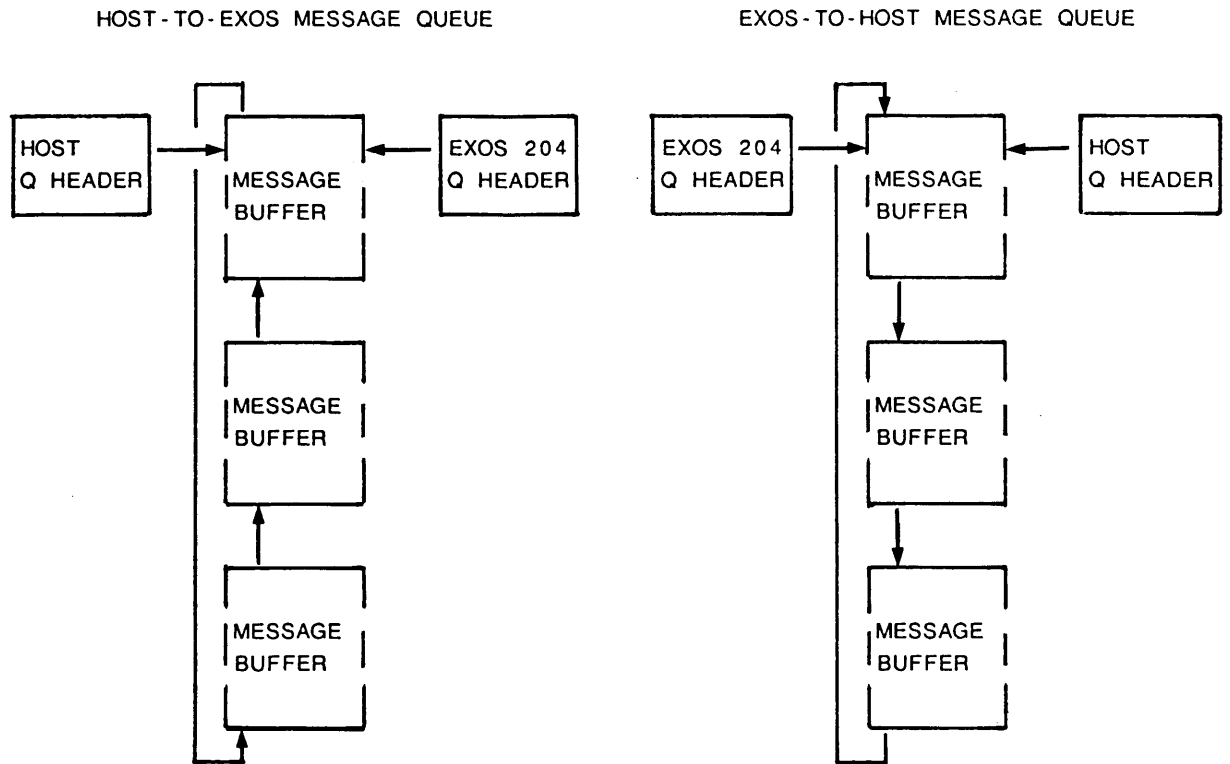 HOST-TO-EXOS MESSAGE QUEUE
HOST
Q HEADER
MESSAGE
BUFFER
EXOS 204
Q HEADER
MESSAGE
BUFFER
MESSAGE
BUFFER
EXOS-TO-HOST MESSAGE QUEUE
EXOS 204
Q HEADER
MESSAGE
BUFFER
HOST
Q HEADER
MESSAGE
BUFFER
MESSAGE
BUFFER